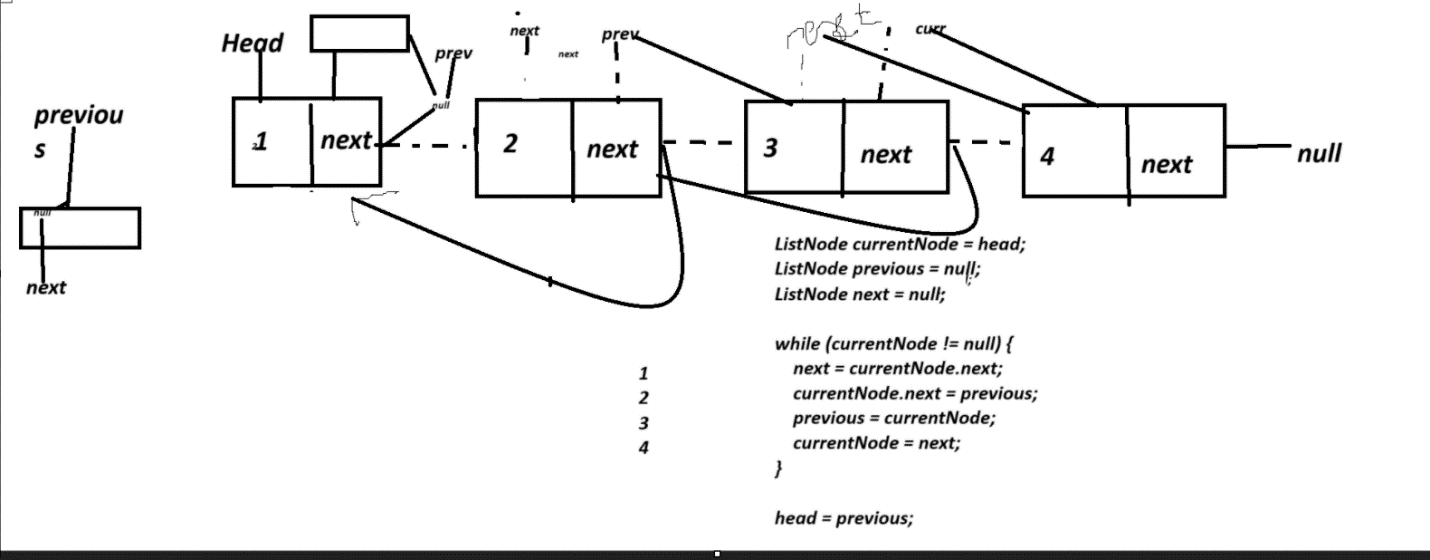 Head
prev
next
next
prev
next
curr
null
previou
s
1
next
2
next
3
next
4
next
null
null
next
ListNode currentNode = head;
ListNode previous = null;
ListNode next = null;
while (currentNode != null) {
1 next = currentNode.next;
2 currentNode.next = previous;
3 previous = currentNode;
4 currentNode = next;
}
head = previous;